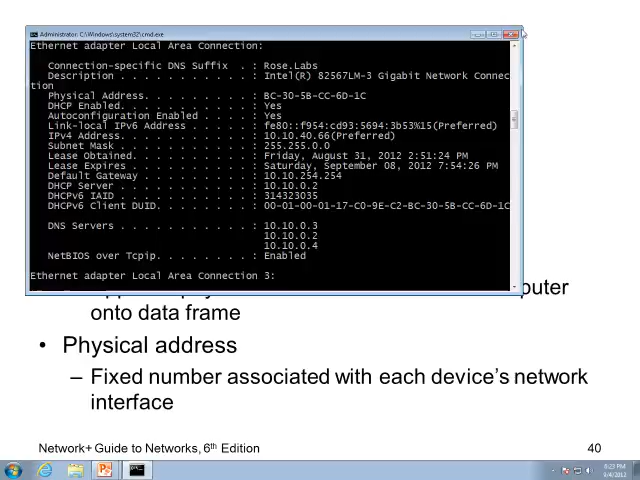 Administrator: C:\Windows\system32\cmd.exe
Ethernet adapter Local Area Connection:
Connection-specific DNS Suffix . : Rose.Labs
Description . . . . . . . . . . . : Intel(R) 82567LM-3 Gigabit Network Connec
tion
Physical Address. . . . . . . . . : BC-30-5B-CC-6D-1C
DHCP Enabled. . . . . . . . . . . : Yes
Autoconfiguration Enabled . . . . : Yes
Link-local IPv6 Address . . . . . : fe80::f954:cd93:5694:3b53%15(Preferred)
IPv4 Address. . . . . . . . . . . : 10.10.40.66(Preferred)
Subnet Mask . . . . . . . . . . . : 255.255.0.0
Lease Obtained. . . . . . . . . . : Friday, August 31, 2012 2:51:24 PM
Lease Expires . . . . . . . . . . : Saturday, September 08, 2012 7:54:26 PM
Default Gateway . . . . . . . . . : 10.10.254.254
DHCP Server . . . . . . . . . . . : 10.10.0.2
DHCPv6 IAID . . . . . . . . . . . : 314323035
DHCPv6 Client DUID. . . . . . . . : 00-01-00-01-17-C0-9E-C2-BC-30-5B-CC-6D-1C
DNS Servers . . . . . . . . . . . : 10.10.0.3
10.10.0.2
10.10.0.4
NetBIOS over Tcpip. . . . . . . . : Enabled
Ethernet adapter Local Area Connection 3:
puter
onto data frame
• Physical address
– Fixed number associated with each device's network
interface
Network+ Guide to Networks, 6th Edition
40
8:23 PM
9/4/2012